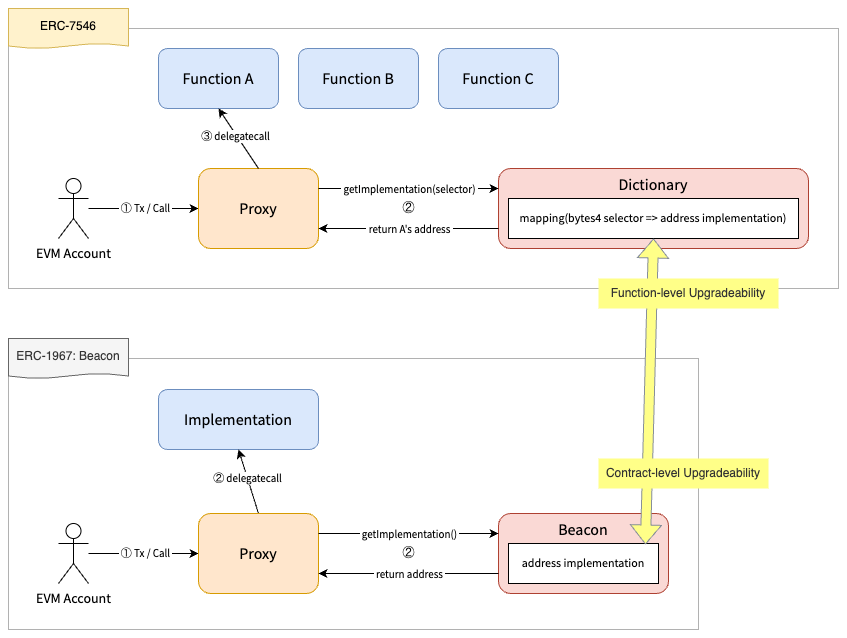 ERC-7546
Function A
Function B
Function C
③ delegatecall
① Tx / Call
EVM Account
Proxy
getImplementation(selector)
②
return A's address
Dictionary
mapping(bytes4 selector => address implementation)
Function-level Upgradeability
ERC-1967: Beacon
Implementation
② delegatecall
Contract-level Upgradeability
① Tx / Call
EVM Account
Proxy
getImplementation()
②
return address
Beacon
address implementation